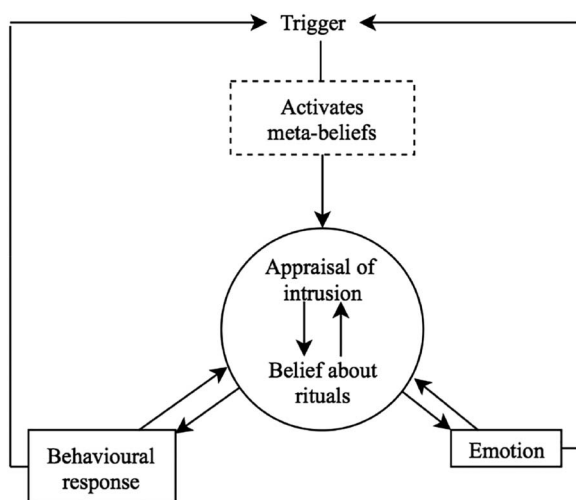 Trigger
Activates
meta-beliefs
Appraisal of
intrusion
Belief about
rituals
Behavioural
response
Emotion